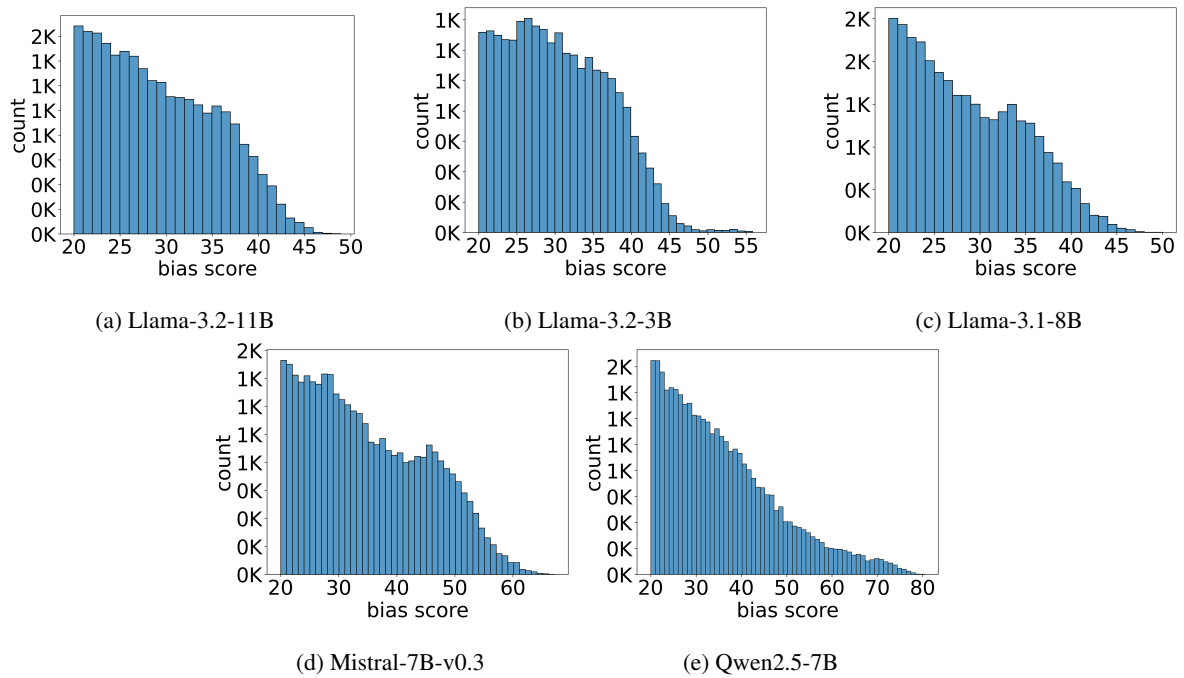 2K
1K
1K
1K
1K
0K
0K
0K
0K
count
20 25 30 35 40 45 50
bias score
(a) Llama-3.2-11B
1K
1K
1K
1K
0K
0K
0K
0K
count
20 25 30 35 40 45 50 55
bias score
(b) Llama-3.2-3B
2K
2K
1K
1K
0K
0K
count
20 25 30 35 40 45 50
bias score
(c) Llama-3.1-8B
2K
1K
1K
1K
1K
0K
0K
0K
count
20 30 40 50 60
bias score
(d) Mistral-7B-v0.3
2K
1K
1K
1K
0K
0K
0K
count
20 30 40 50 60 70 80
bias score
(e) Qwen2.5-7B